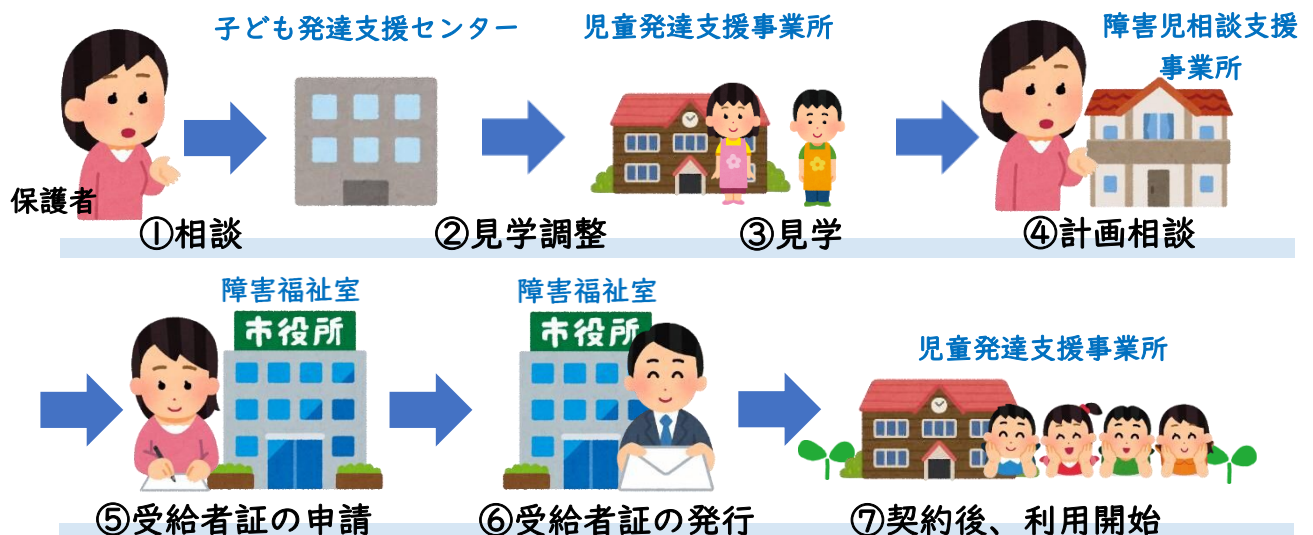 子ども発達支援センター
児童発達支援事業所
障害児相談支援
事業所
保護者
①相談
②見学調整
③見学
④計画相談
障害福祉室
市役所
障害福祉室
市役所
児童発達支援事業所
⑤受給者証の申請
⑥受給者証の発行
⑦契約後、利用開始